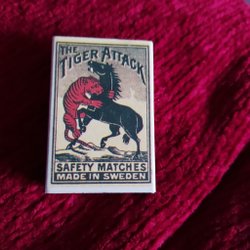 THE
TIGER ATTACK
SAFETY MATCHES
MADE IN SWEDEN